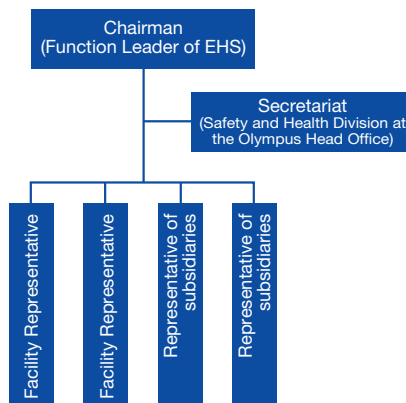 Chairman
(Function Leader of EHS)
Secretariat
(Safety and Health Division at
the Olympus Head Office)
Facility Representative
Facility Representative
Representative of
subsidiaries
Representative of
subsidiaries